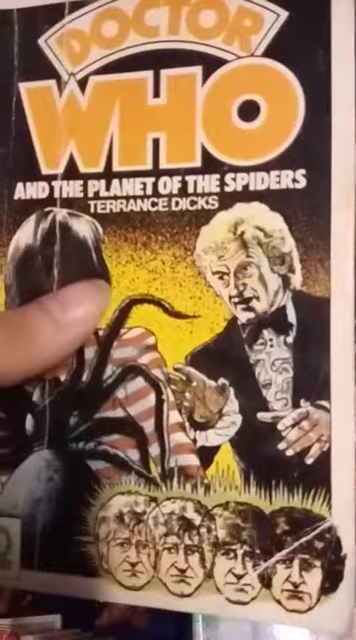 DOCTOR
WHO
AND THE PLANET OF THE SPIDERS
TERRANCE DICKS